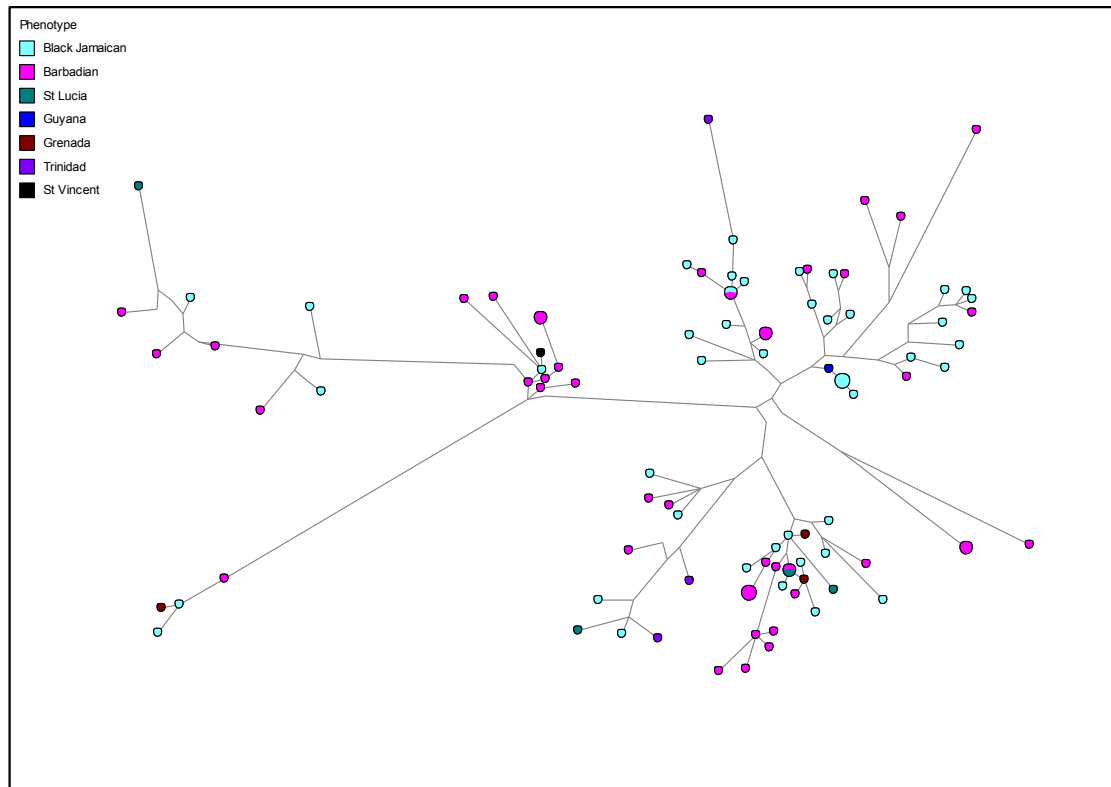 Phenotype
Black Jamaican
Barbadian
St Lucia
Guyana
Grenada
Trinidad
St Vincent